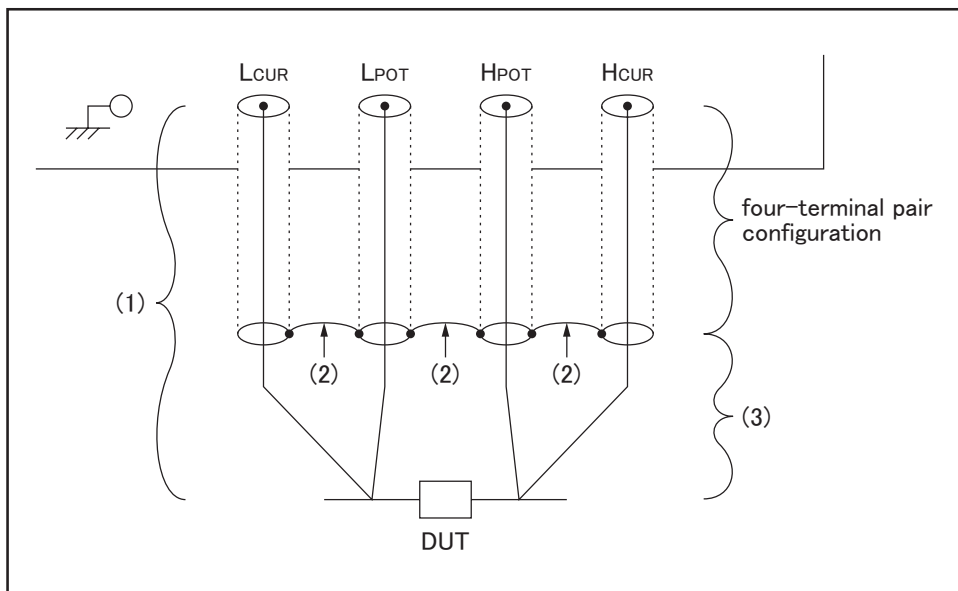 LCUR LPOT HPOT HCUR
four-terminal pair
configuration
(1)
(2) (2) (2)
(3)
DUT